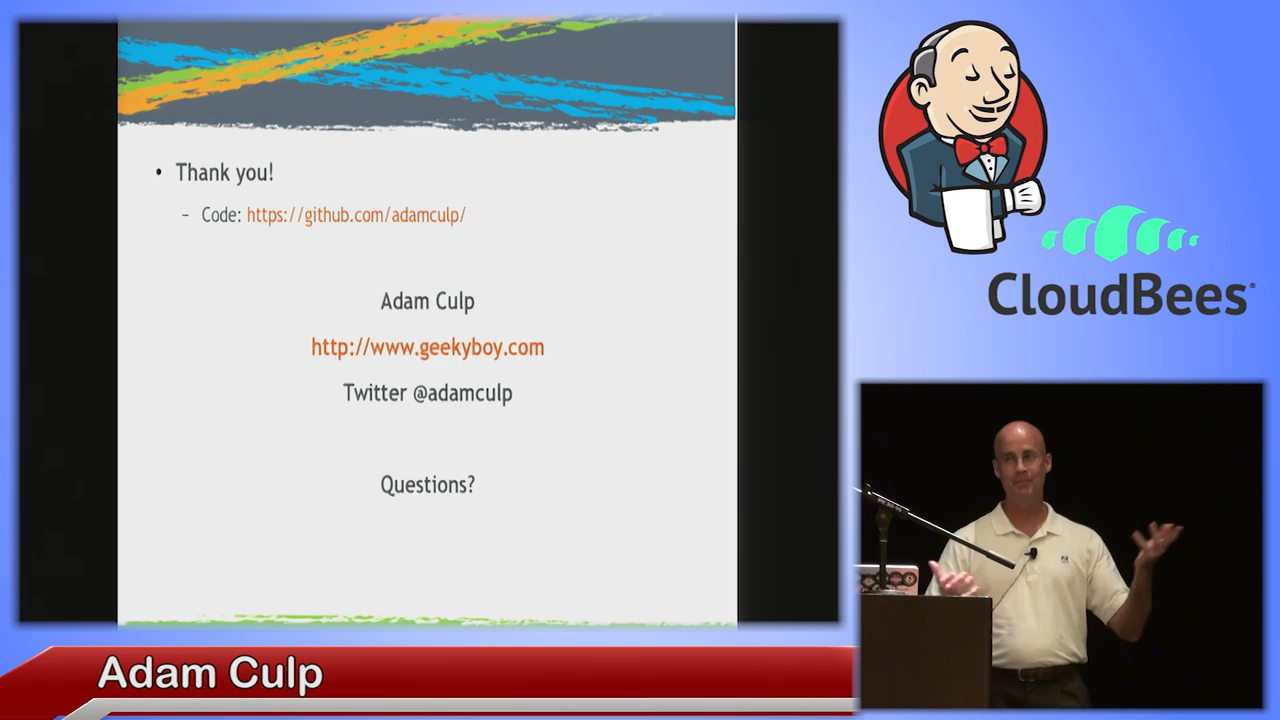 • Thank you!
– Code: https://github.com/adamculp/
Adam Culp
http://www.geekyboy.com
Twitter @adamculp
Questions?
CloudBees®
Adam Culp